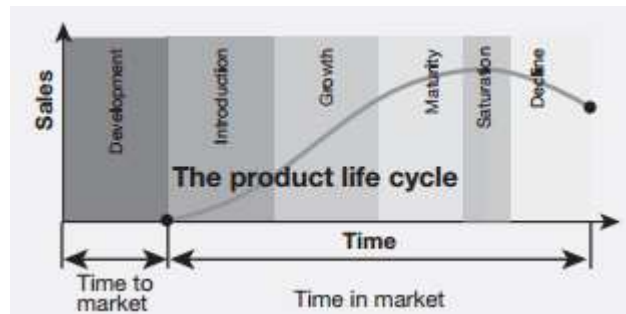 Sales
Development
Introduction
Growth
Maturity
Saturation
Decline
The product life cycle
Time
Time to
market
Time in market